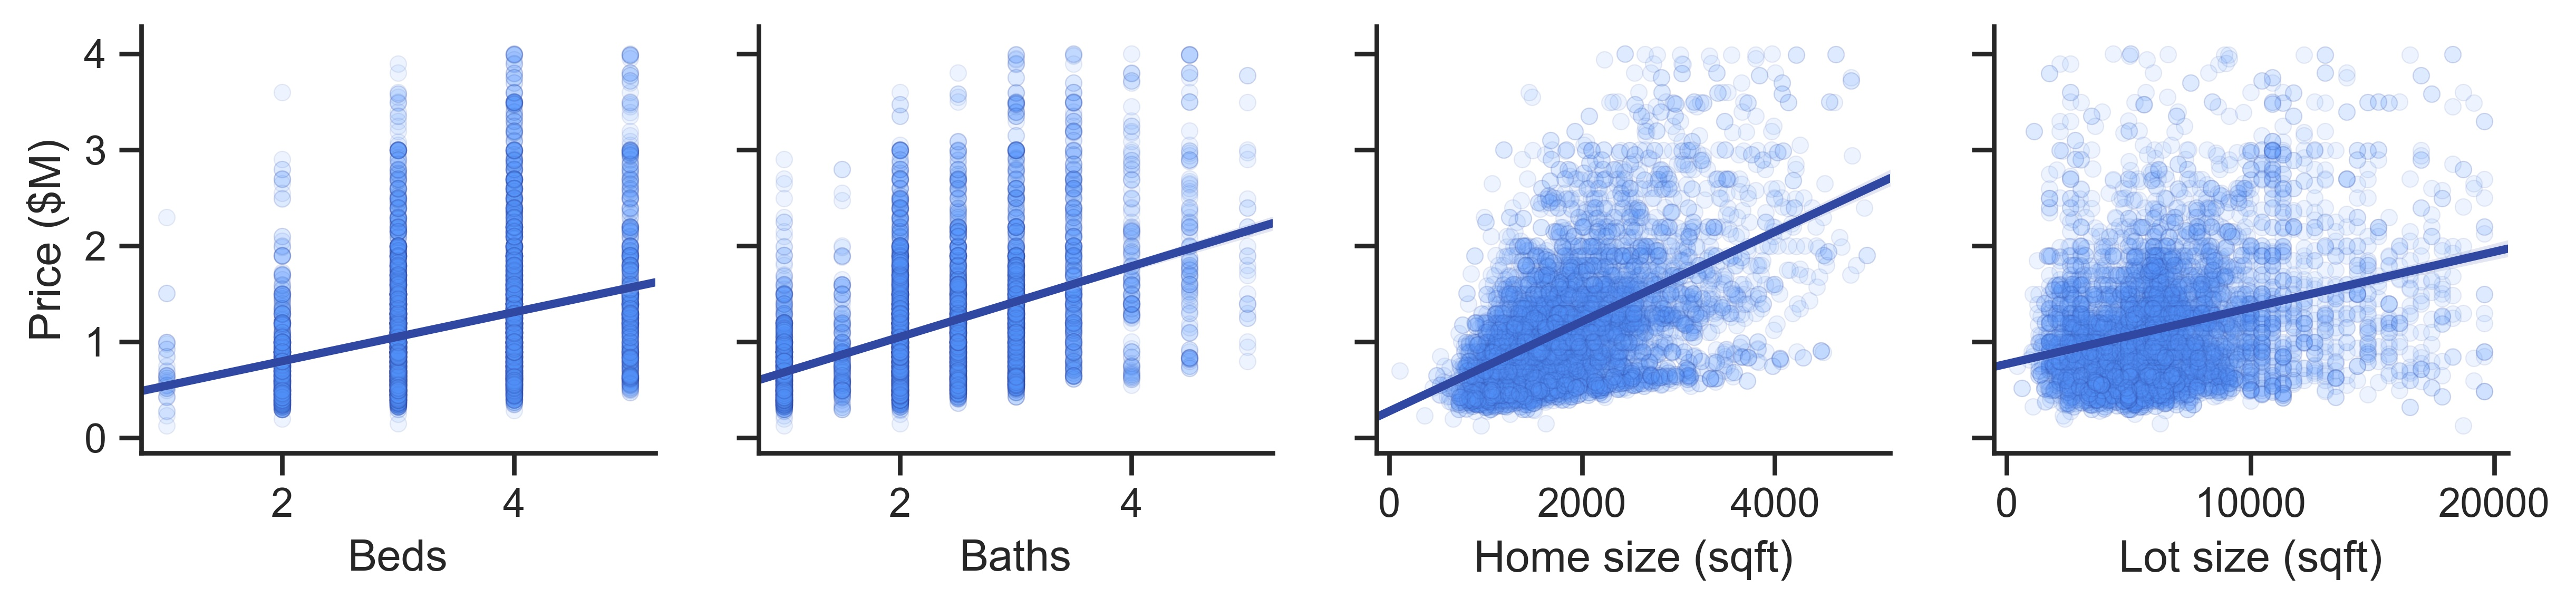 Price ($M)
4
3
2
1
0
2 4
Beds
2 4
Baths
0 2000 4000
Home size (sqft)
0 10000 20000
Lot size (sqft)